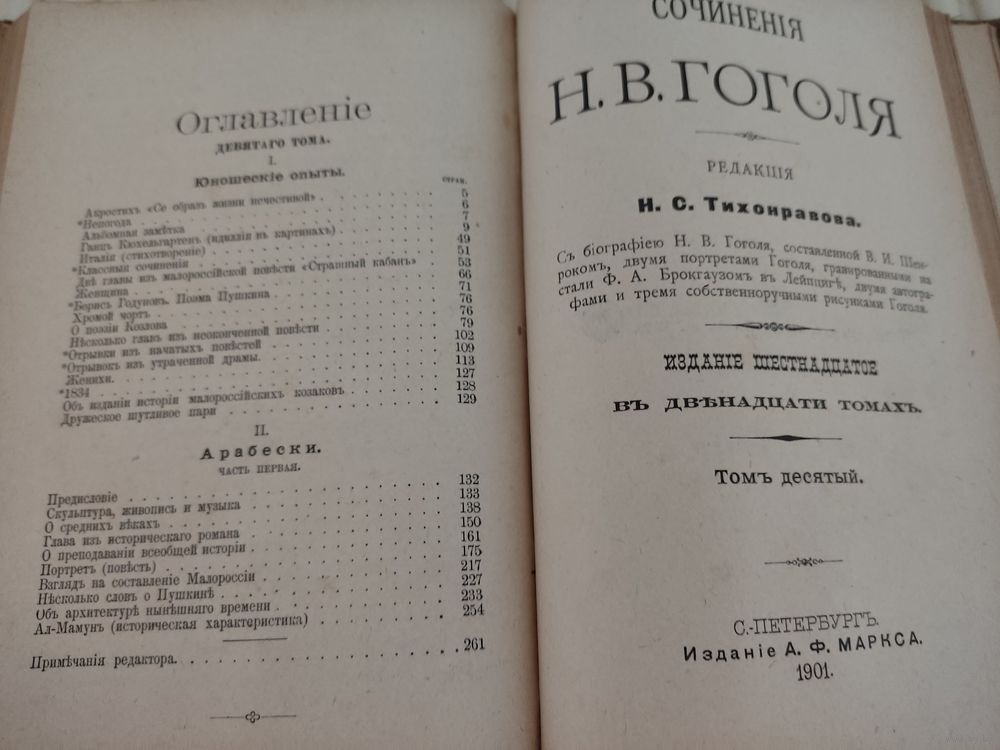 Оглавленіе
ДЕВЯТАГО ТОМА.
I.
Юношескіе опыты.
СТРАН.
Акростихъ «Се образъ жизни нечестивой» . 5
*Непогода . 6
Альбомная замѣтка . 7
Ганцъ Кюхельгартенъ (идиллія въ картинахъ) . 9
Италія (стихотвореніе) . 49
*Классныя сочиненія . 51
Двѣ главы изъ малороссійской повѣсти «Страшный кабанъ» . 53
Женщина . 66
*Борисъ Годуновъ. Поэма Пушкина . 71
Хромой чортъ . 76
О поэзіи Козлова . 76
Нѣсколько главъ изъ неоконченной повѣсти . 79
*Отрывки изъ начатыхъ повѣстей . 102
*Отрывокъ изъ утраченной драмы. . 109
Женихи. . 113
*1834 . 127
Объ изданіи исторіи малороссійскихъ козаковъ . 128
Дружеское шутливое пари . 129
II.
Арабески.
ЧАСТЬ ПЕРВАЯ.
Предисловіе . 132
Скульптура, живопись и музыка . 133
О среднихъ вѣкахъ . 138
Глава изъ историческаго романа . 150
О преподаваніи всеобщей исторіи . 161
Портретъ (повѣсть) . 175
Взглядъ на составленіе Малороссіи . 217
Нѣсколько словъ о Пушкинѣ . 227
Объ архитектурѣ нынѣшняго времени . 233
Ал-Мамунъ (историческая характеристика) . 254
Примѣчанія редактора. . 261
СОЧИНЕНІЯ
Н. В. ГОГОЛЯ
РЕДАКЦІЯ
Н. С. Тихонравова.
Съ біографіею Н. В. Гоголя, составленной В. И. Шен-
рокомъ, двумя портретами Гоголя, гравированными на
стали Ф. А. Брокгаузомъ въ Лейпцигѣ, двумя автогра-
фами и тремя собственноручными рисунками Гоголя.
ИЗДАНІЕ ШЕСТНАДЦАТОЕ
ВЪ ДВѢНАДЦАТИ ТОМАХЪ.
Томъ десятый.
С.-ПЕТЕРБУРГЪ.
Изданіе А. Ф. МАРКСА.
1901.